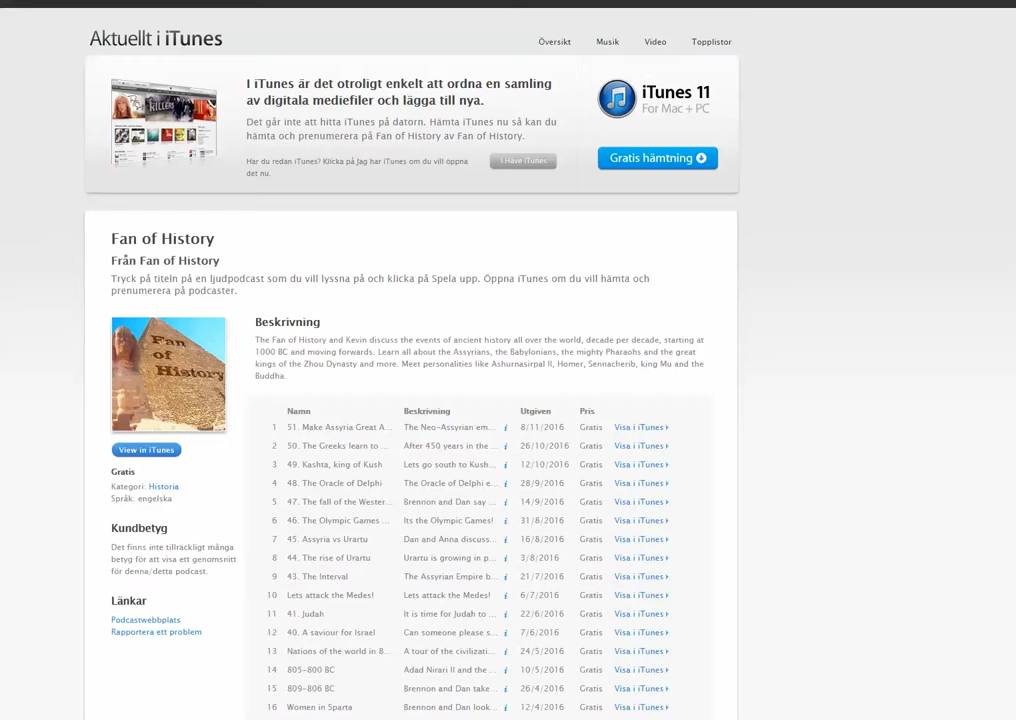 Aktuellt i iTunes
Översikt Musik Video Topplistor
I iTunes är det otroligt enkelt att ordna en samling
av digitala mediefiler och lägga till nya.
Det går inte att hitta iTunes på datorn. Hämta iTunes nu så kan du
hämta och prenumerera på Fan of History av Fan of History.
Har du redan iTunes? Klicka på Jag har iTunes om du vill öppna
det nu.
I Have iTunes
iTunes 11
For Mac + PC
Gratis hämtning
Fan of History
Från Fan of History
Tryck på titeln på en ljudpodcast som du vill lyssna på och klicka på Spela upp. Öppna iTunes om du vill hämta och
prenumerera på podcaster.
Fan
of
History
View in iTunes
Gratis
Kategori: Historia
Språk: engelska
Kundbetyg
Det finns inte tillräckligt många
betyg för att visa ett genomsnitt
för denna/detta podcast.
Länkar
Podcastwebbplats
Rapportera ett problem
Beskrivning
The Fan of History and Kevin discuss the events of ancient history all over the world, decade per decade, starting at
1000 BC and moving forwards. Learn all about the Assyrians, the Babylonians, the mighty Pharaohs and the great
kings of the Zhou Dynasty and more. Meet personalities like Ashurnasirpal II, Homer, Sennacherib, king Mu and the
Buddha.
Namn Beskrivning Utgiven Pris
1 51. Make Assyria Great A... The Neo-Assyrian em... i 8/11/2016 Gratis Visa i iTunes
2 50. The Greeks learn to ... After 450 years in the ... i 26/10/2016 Gratis Visa i iTunes
3 49. Kashta, king of Kush Lets go south to Kush... i 12/10/2016 Gratis Visa i iTunes
4 48. The Oracle of Delphi The Oracle of Delphi e... i 28/9/2016 Gratis Visa i iTunes
5 47. The fall of the Wester... Brennon and Dan say ... i 14/9/2016 Gratis Visa i iTunes
6 46. The Olympic Games ... Its the Olympic Games! i 31/8/2016 Gratis Visa i iTunes
7 45. Assyria vs Urartu Dan and Anna discuss... i 16/8/2016 Gratis Visa i iTunes
8 44. The rise of Urartu Urartu is growing in p... i 3/8/2016 Gratis Visa i iTunes
9 43. The Interval The Assyrian Empire b... i 21/7/2016 Gratis Visa i iTunes
10 Lets attack the Medes! Lets attack the Medes! i 6/7/2016 Gratis Visa i iTunes
11 41. Judah It is time for Judah to ... i 22/6/2016 Gratis Visa i iTunes
12 40. A saviour for Israel Can someone please s... i 7/6/2016 Gratis Visa i iTunes
13 Nations of the world in 8... A tour of the civilizati... i 24/5/2016 Gratis Visa i iTunes
14 805-800 BC Adad Nirari II and the ... i 10/5/2016 Gratis Visa i iTunes
15 809-806 BC Brennon and Dan take... i 26/4/2016 Gratis Visa i iTunes
16 Women in Sparta Brennon and Dan look... i 12/4/2016 Gratis Visa i iTunes